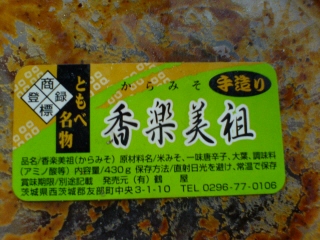 登録商標
ともべ名物
からみそ
手造り
香楽美祖
品名/香楽美祖(からみそ) 原材料名/米みそ、一味唐辛子、大葉、調味料
(アミノ酸等) 内容量/430g 保存方法/直射日光を避け、常温で保存
賞味期限/別途記載 発売元(有)鶴屋
茨城県西茨城郡友部町中央3-1-10 TEL 0296-77-0106